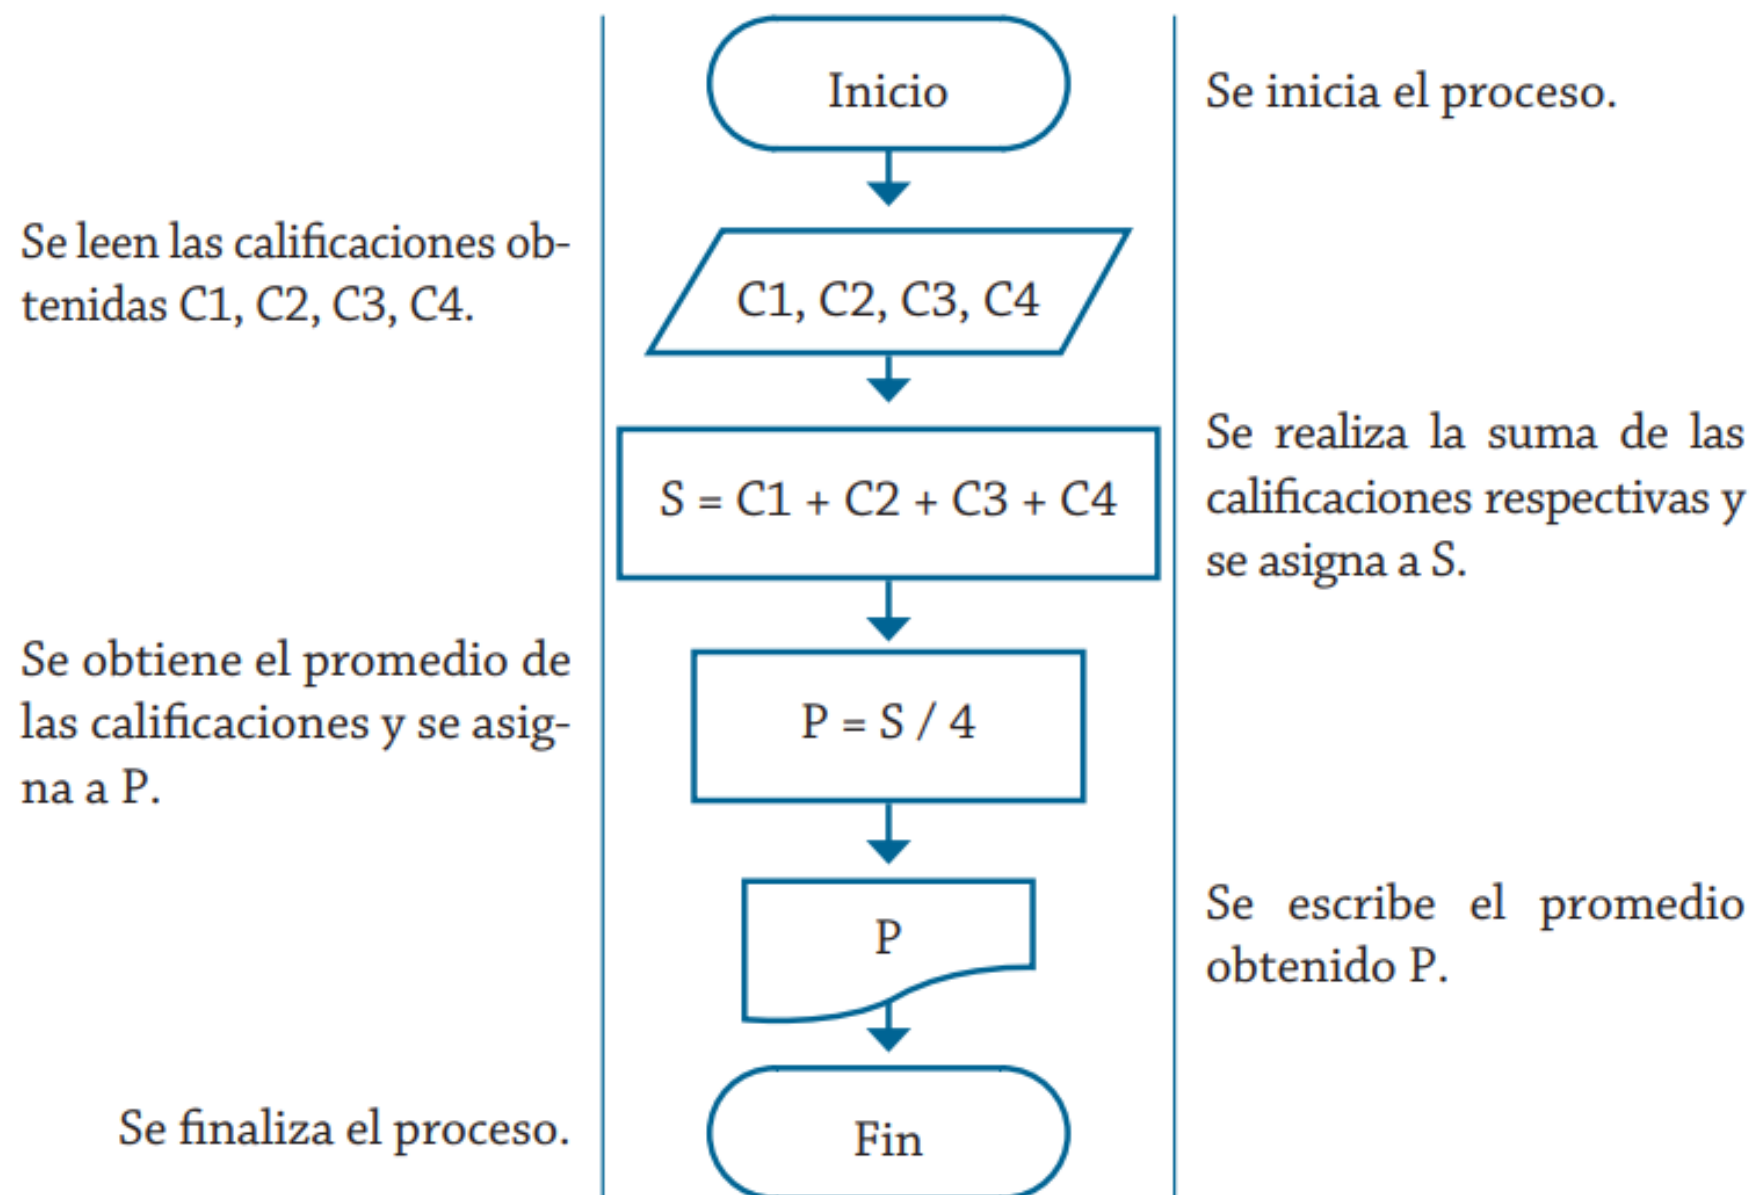 Inicio
Se inicia el proceso.
Se leen las calificaciones ob-
tenidas C1, C2, C3, C4.
C1, C2, C3, C4
S = C1 + C2 + C3 + C4
Se realiza la suma de las
calificaciones respectivas y
se asigna a S.
Se obtiene el promedio de
las calificaciones y se asig-
na a P.
P = S / 4
P
Se escribe el promedio
obtenido P.
Se finaliza el proceso.
Fin